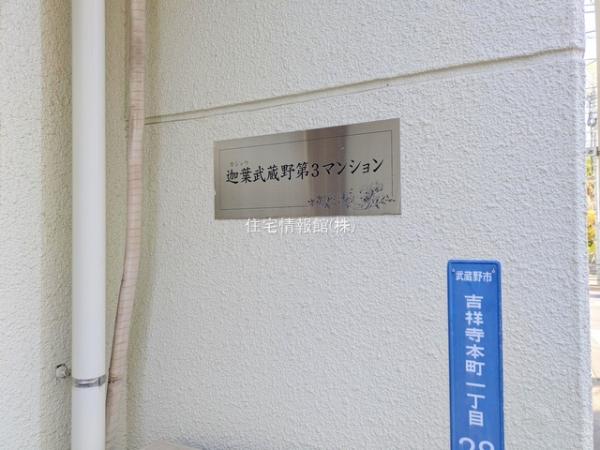 カショウ
迦葉武蔵野第3マンション
住宅情報館(株)
武蔵野市
吉祥寺本町一丁目